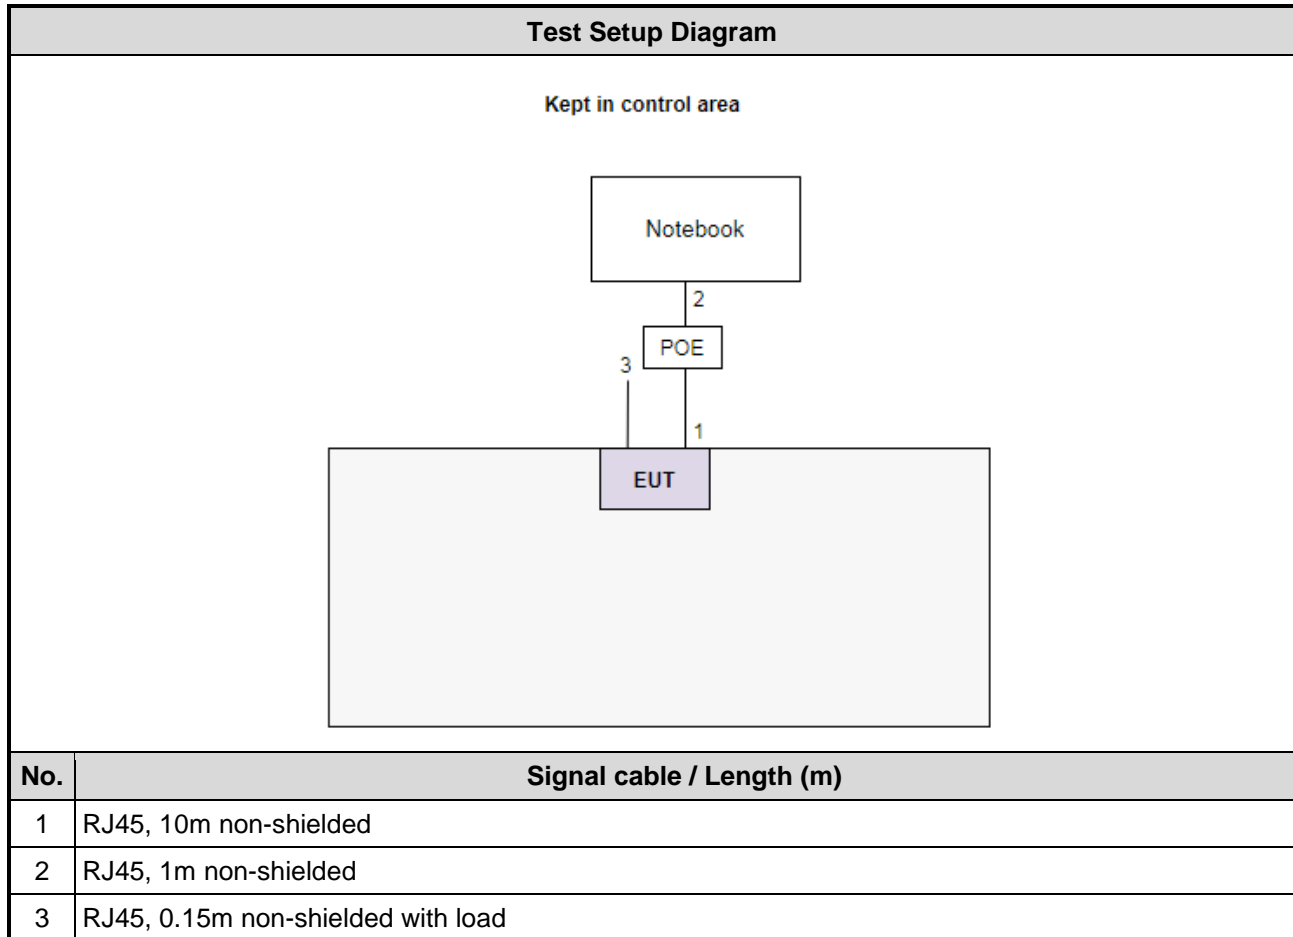 Test Setup Diagram
Kept in control area
Notebook
2
POE
3
1
EUT
No. Signal cable / Length (m)
1 RJ45, 10m non-shielded
2 RJ45, 1m non-shielded
3 RJ45, 0.15m non-shielded with load